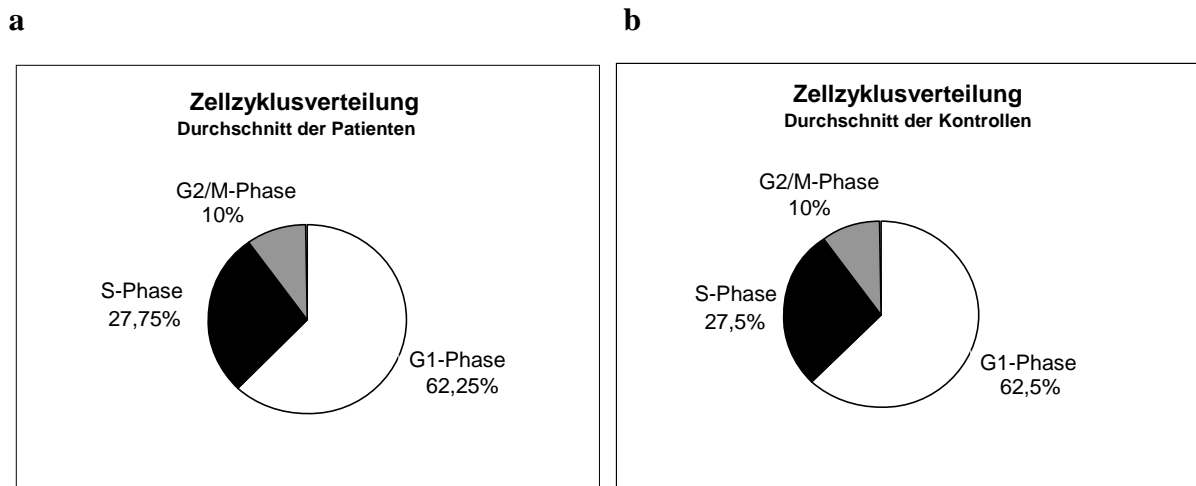 a
Zellzyklusverteilung
Durchschnitt der Patienten
G2/M-Phase
10%
S-Phase
27,75%
G1-Phase
62,25%
b
Zellzyklusverteilung
Durchschnitt der Kontrollen
G2/M-Phase
10%
S-Phase
27,5%
G1-Phase
62,5%